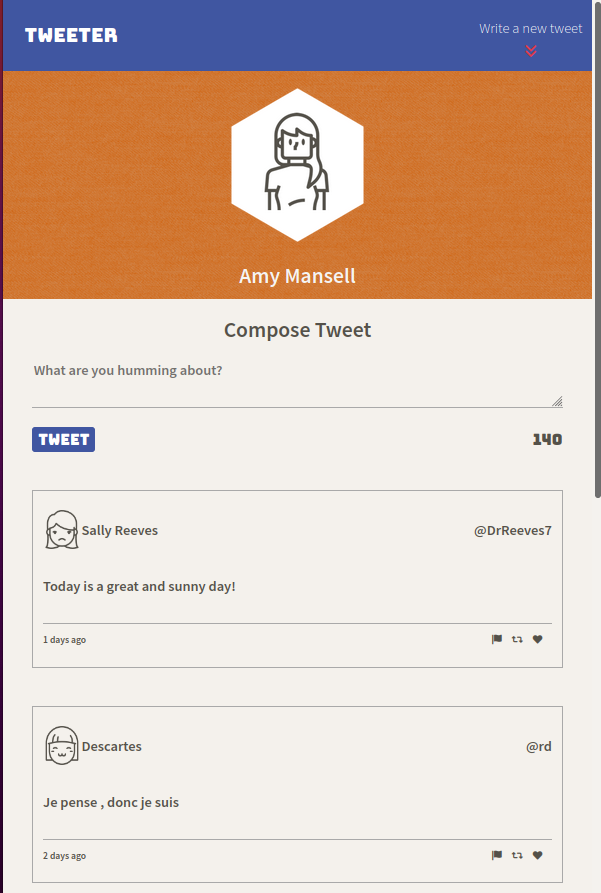 TWEETER
Write a new tweet
Amy Mansell
Compose Tweet
What are you humming about?
TWEET
140
Sally Reeves
@DrReeves7
Today is a great and sunny day!
1 days ago
Descartes
@rd
Je pense , donc je suis
2 days ago